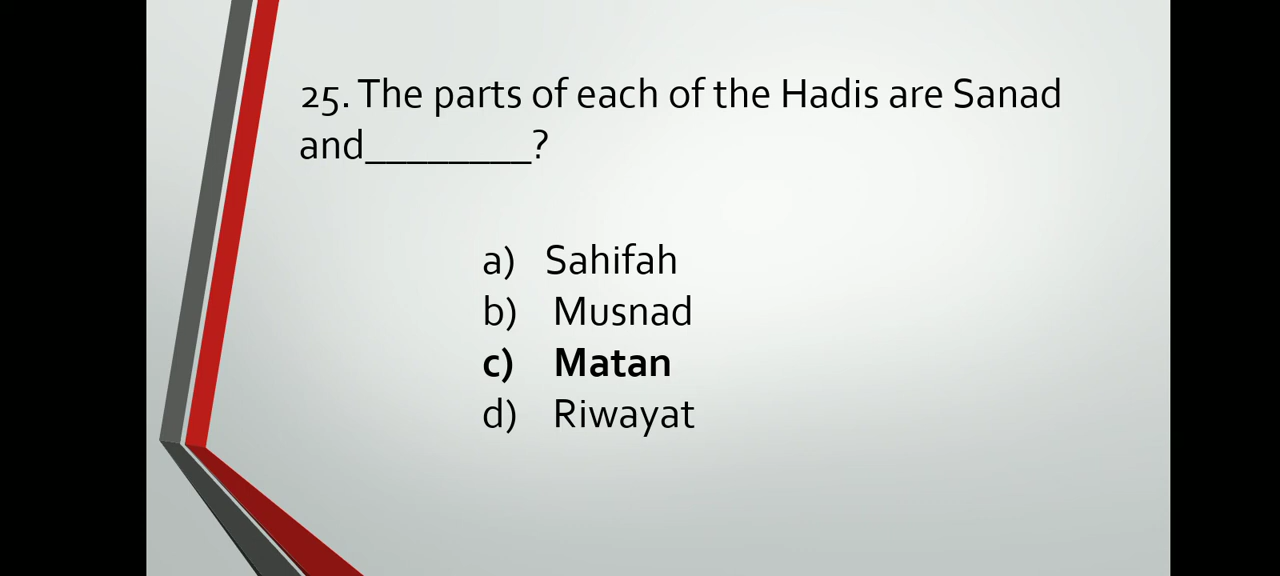 25. The parts of each of the Hadis are Sanad
and________?
a) Sahifah
b) Musnad
c) Matan
d) Riwayat